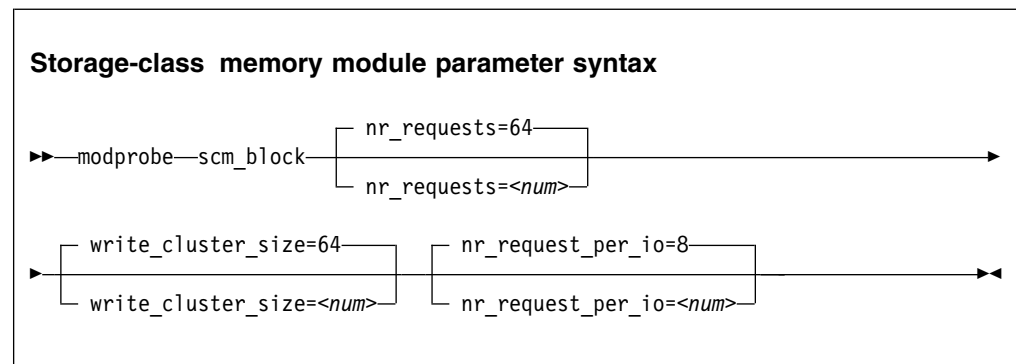 Storage-class memory module parameter syntax
nr_requests=64
modprobe scm_block
nr_requests=<num>
write_cluster_size=64 nr_request_per_io=8
write_cluster_size=<num> nr_request_per_io=<num>